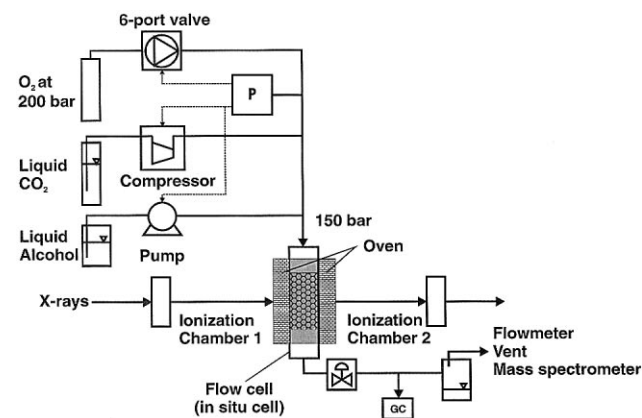 6-port valve
O₂ at
200 bar
P
Liquid
CO₂
Compressor
150 bar
Liquid
Alcohol
Pump
Oven
X-rays
Ionization
Chamber 1
Ionization
Chamber 2
Flowmeter
Vent
Mass spectrometer
Flow cell
(in situ cell)
GC